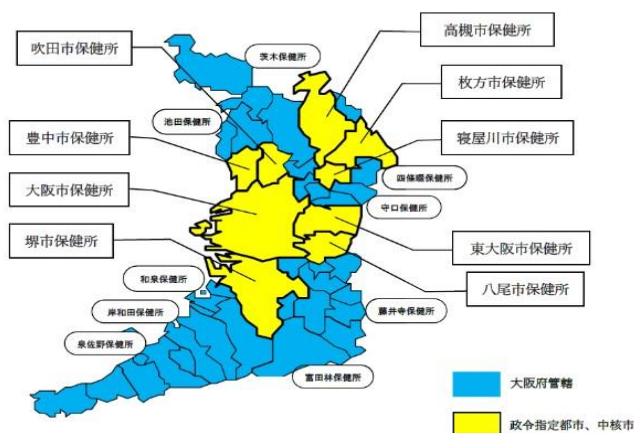 茨木保健所
高槻市保健所
吹田市保健所
枚方市保健所
池田保健所
豊中市保健所
寝屋川市保健所
四條畷保健所
大阪市保健所
守口保健所
堺市保健所
東大阪市保健所
和泉保健所
八尾市保健所
岸和田保健所
藤井寺保健所
泉佐野保健所
富田林保健所
大阪府管轄
政令指定都市、中核市